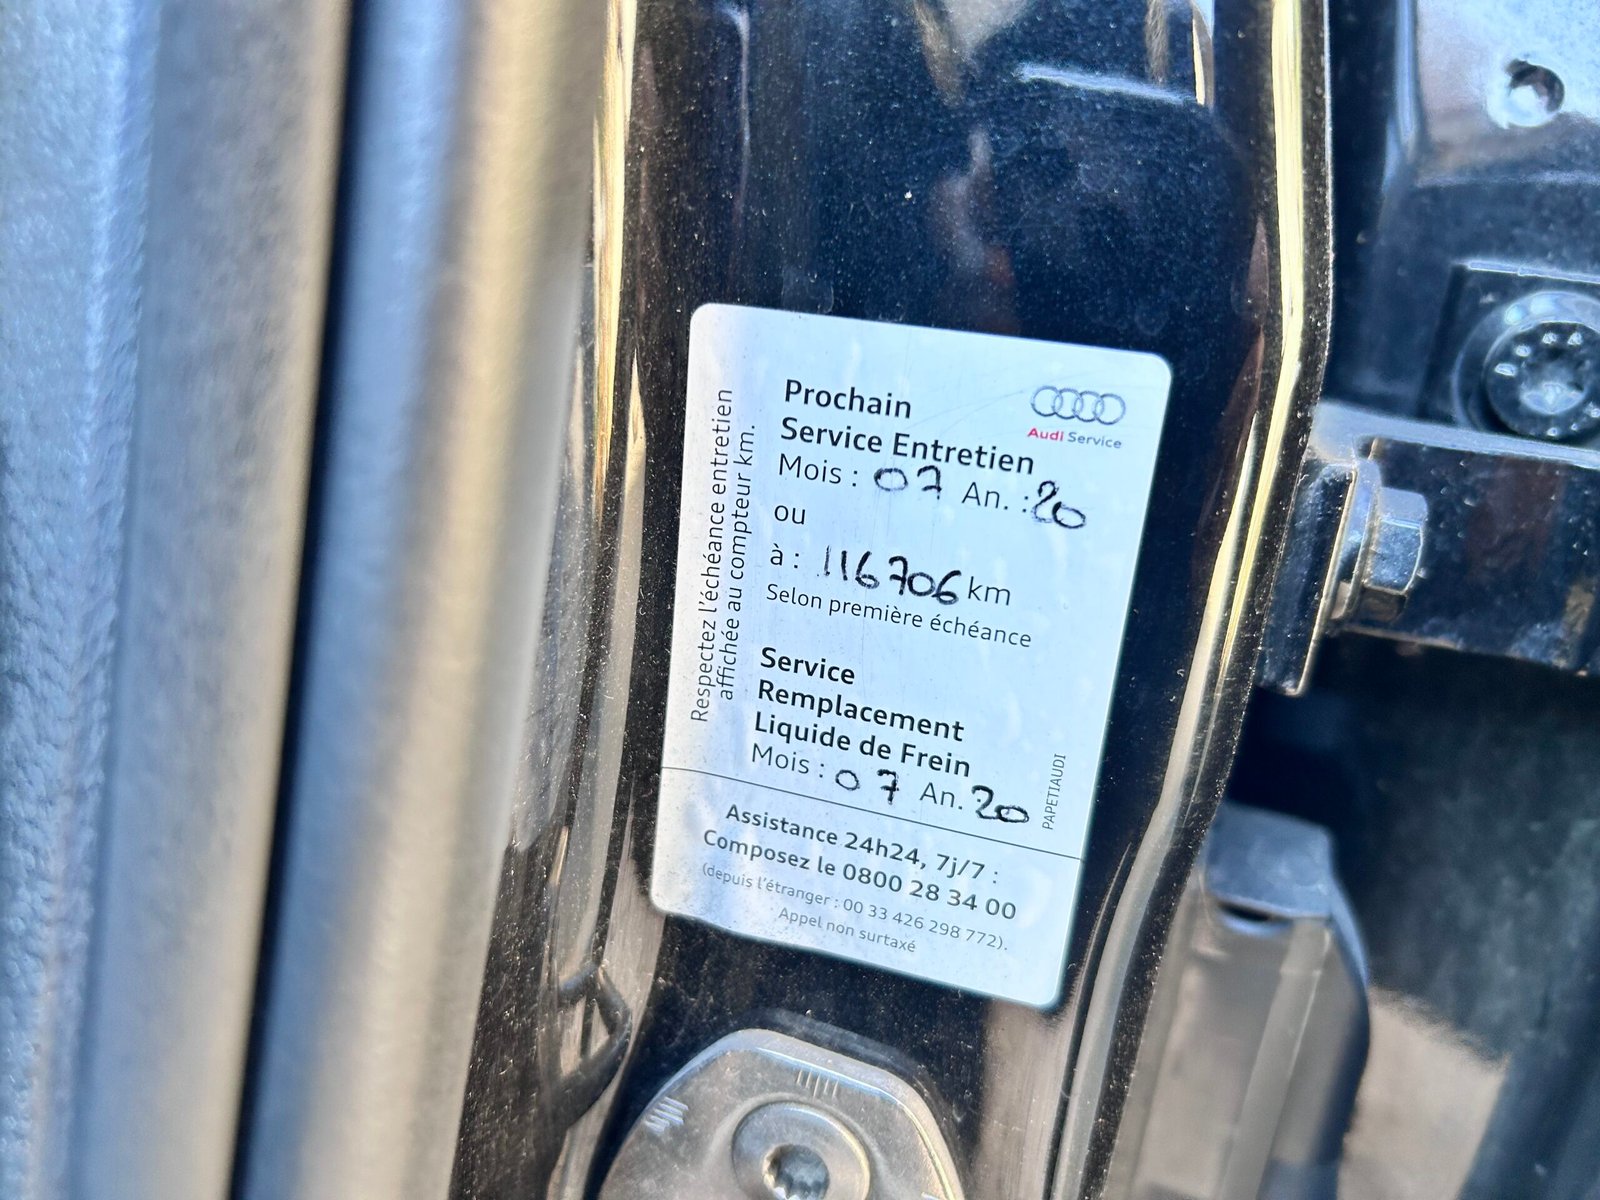 Prochain
Service Entretien
Audi Service
Mois : 07 An. : 20
ou
à : 116706 km
Selon première échéance
Respectez l'échéance entretien
affichée au compteur km.
Service
Remplacement
Liquide de Frein
Mois : 07 An. 20
PAPETIAUDI
Assistance 24h24, 7j/7 :
Composez le 0800 28 34 00
(depuis l'étranger : 00 33 426 298 772).
Appel non surtaxé